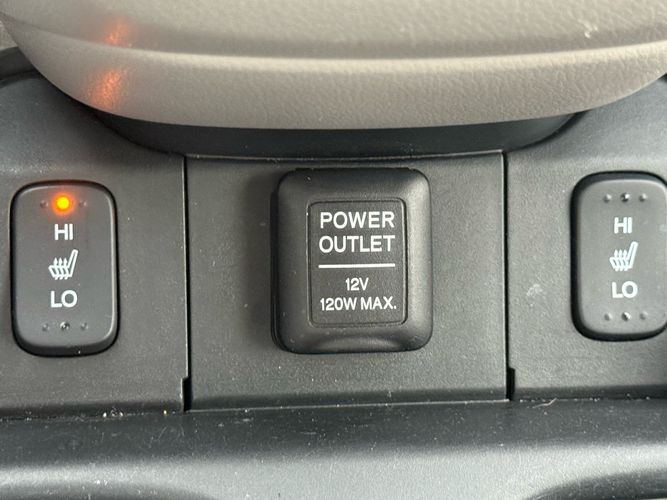 HI
LO
POWER
OUTLET
12V
120W MAX.
HI
LO